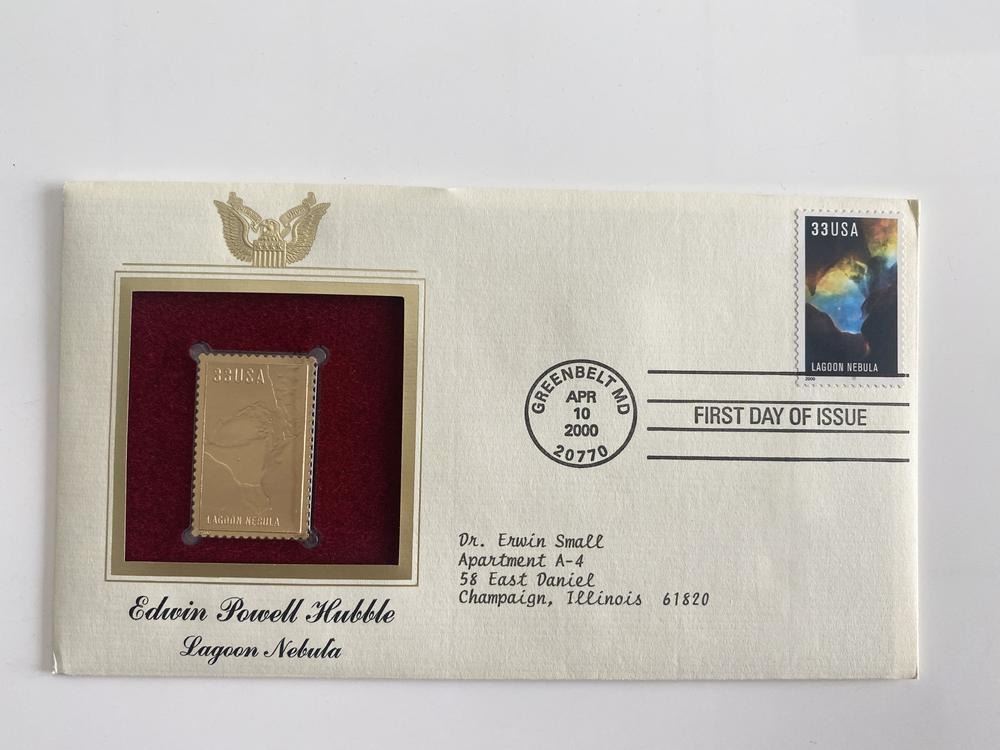 33USA
LAGOON NEBULA
Edwin Powell Hubble
Lagoon Nebula
33USA
LAGOON NEBULA
2000
GREENBELT MD
APR
10
2000
20770
FIRST DAY OF ISSUE
Dr. Erwin Small
Apartment A-4
58 East Daniel
Champaign, Illinois 61820